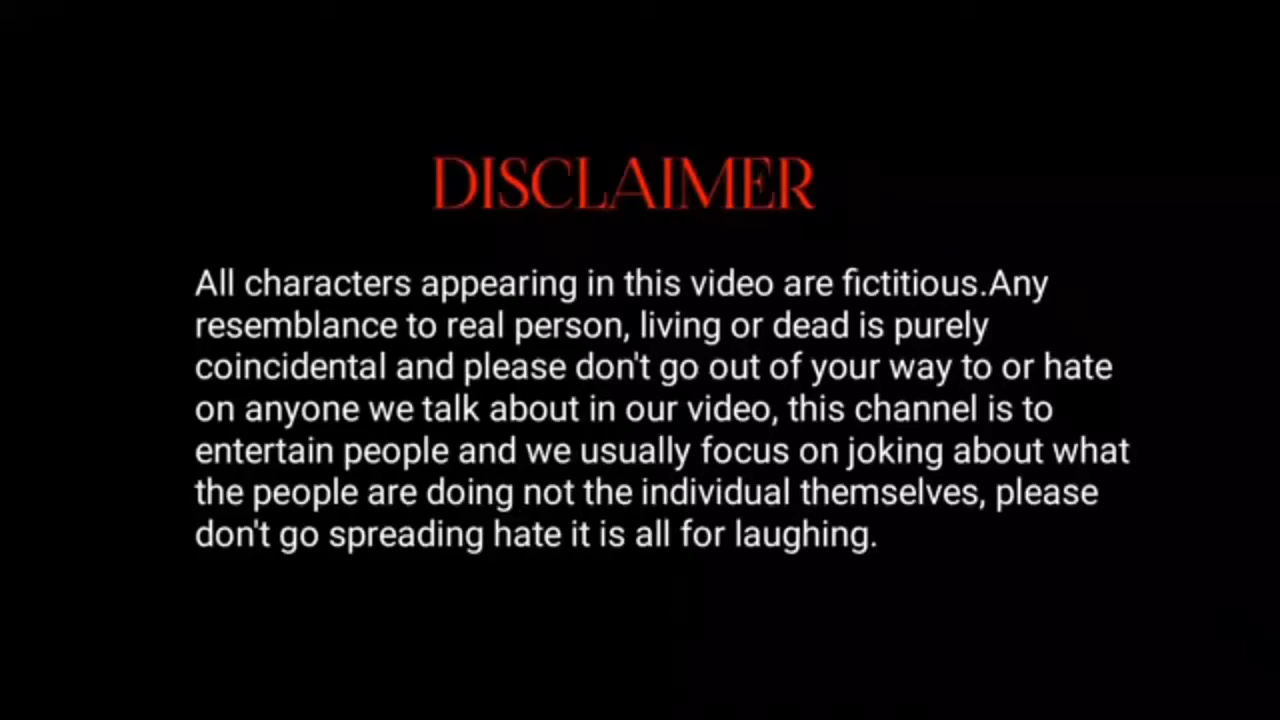 DISCLAIMER
All characters appearing in this video are fictitious.Any
resemblance to real person, living or dead is purely
coincidental and please don't go out of your way to or hate
on anyone we talk about in our video, this channel is to
entertain people and we usually focus on joking about what
the people are doing not the individual themselves, please
don't go spreading hate it is all for laughing.